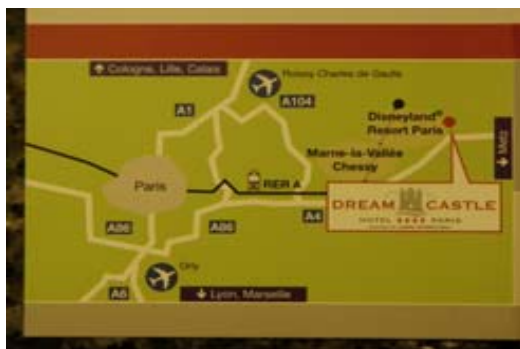 Cologne, Lille, Calais
Roissy Charles de Gaulle
A1
A104
Disneyland®
Resort Paris
Marne-la-Vallée
Chessy
Metz
Paris
RER A
DREAM CASTLE
HOTEL PARIS
A86
A86
A4
Orly
A6
Lyon, Marseille